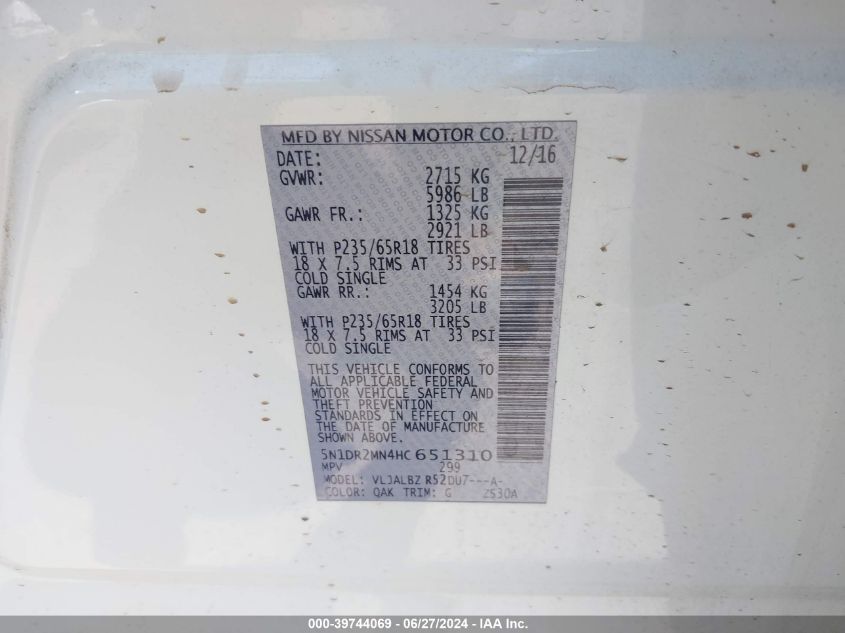 MFD BY NISSAN MOTOR CO., LTD.
DATE: 12/16
GVWR: 2715 KG
5986 LB
GAWR FR.: 1325 KG
2921 LB
WITH P235/65R18 TIRES
18 X 7.5 RIMS AT 33 PSI
COLD SINGLE
GAWR RR.: 1454 KG
3205 LB
WITH P235/65R18 TIRES
18 X 7.5 RIMS AT 33 PSI
COLD SINGLE
THIS VEHICLE CONFORMS TO
ALL APPLICABLE FEDERAL
MOTOR VEHICLE SAFETY AND
THEFT PREVENTION
STANDARDS IN EFFECT ON
THE DATE OF MANUFACTURE
SHOWN ABOVE.
5N1DR2MN4HC651310
MPV 299
MODEL: VLJALBZ R52DU7---A-
COLOR: QAK TRIM: G Z530A
000-39744069 - 06/27/2024 - IAA Inc.